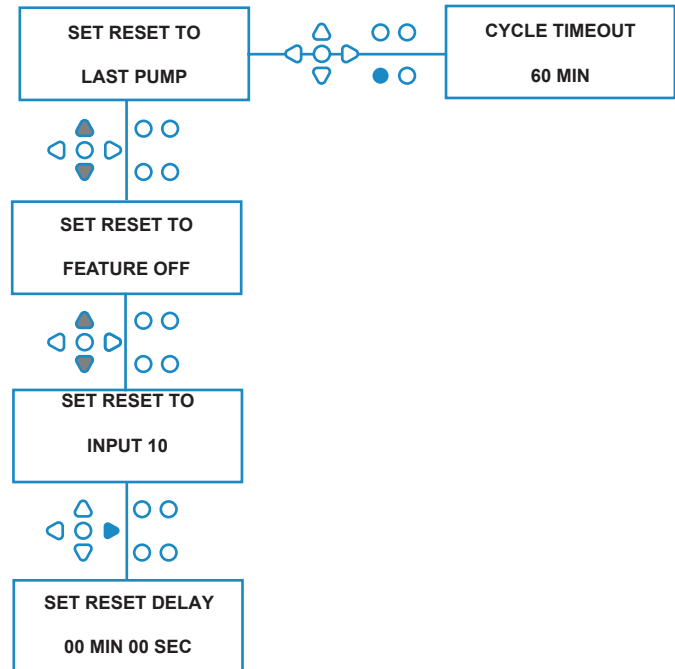 SET RESET TO
LAST PUMP
CYCLE TIMEOUT
60 MIN
SET RESET TO
FEATURE OFF
SET RESET TO
INPUT 10
SET RESET DELAY
00 MIN 00 SEC